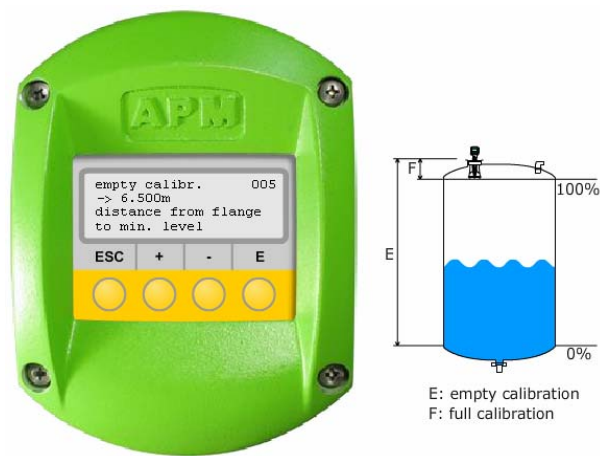 APM
empty calibr. 005
-> 6.500m
distance from flange
to min. level
ESC + - E
F
100%
E
0%
E: empty calibration
F: full calibration